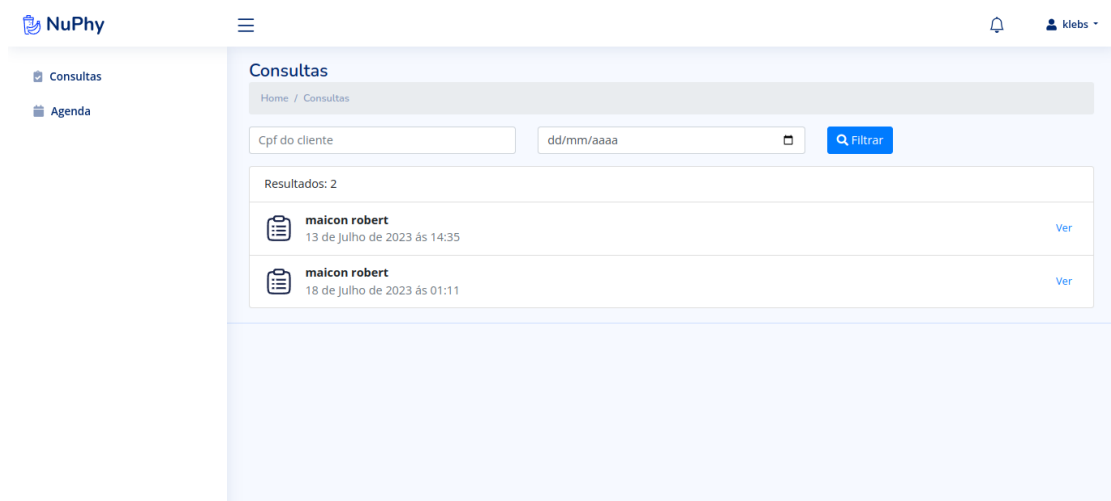 NuPhy
klebs
Consultas
Agenda
Consultas
Home / Consultas
Cpf do cliente
dd/mm/aaaa
Filtrar
Resultados: 2
maicon robert
13 de Julho de 2023 ás 14:35
Ver
maicon robert
18 de Julho de 2023 ás 01:11
Ver